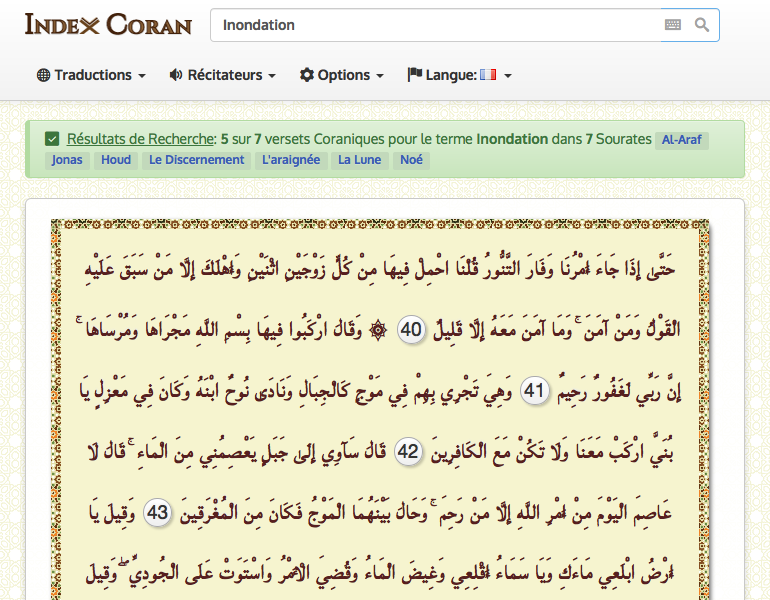 Index Coran
Inondation
Traductions Récitateurs Options Langue:
Résultats de Recherche: 5 sur 7 versets Coraniques pour le terme Inondation dans 7 Sourates Al-Araf
Jonas Houd Le Discernement L'araignée La Lune Noé
حَتَّىٰ إِذَا جَاءَ أَمْرُنَا وَفَارَ التَّنُّورُ قُلْنَا احْمِلْ فِيهَا مِنْ كُلٍّ زَوْجَيْنِ اثْنَيْنِ وَأَهْلَكَ إِلَّا مَنْ سَبَقَ عَلَيْهِ
الْقَوْلُ وَمَنْ آمَنَ ۚ وَمَا آمَنَ مَعَهُ إِلَّا قَلِيلٌ 40 ۞ وَقَالَ ارْكَبُوا فِيهَا بِسْمِ اللَّهِ مَجْرَاهَا وَمُرْسَاهَا ۚ
إِنَّ رَبِّي لَغَفُورٌ رَحِيمٌ 41 وَهِيَ تَجْرِي بِهِمْ فِي مَوْجٍ كَالْجِبَالِ وَنَادَىٰ نُوحٌ ابْنَهُ وَكَانَ فِي مَعْزِلٍ يَا
بُنَيَّ ارْكَبْ مَعَنَا وَلَا تَكُنْ مَعَ الْكَافِرِينَ 42 قَالَ سَآوِي إِلَىٰ جَبَلٍ يَعْصِمُنِي مِنَ الْمَاءِ ۚ قَالَ لَا
عَاصِمَ الْيَوْمَ مِنْ أَمْرِ اللَّهِ إِلَّا مَنْ رَحِمَ ۚ وَحَالَ بَيْنَهُمَا الْمَوْجُ فَكَانَ مِنَ الْمُغْرَقِينَ 43 وَقِيلَ يَا
أَرْضُ ابْلَعِي مَاءَكِ وَيَا سَمَاءُ أَقْلِعِي وَغِيضَ الْمَاءُ وَقُضِيَ الْأَمْرُ وَاسْتَوَتْ عَلَى الْجُودِيِّ ۖ وَقِيلَ